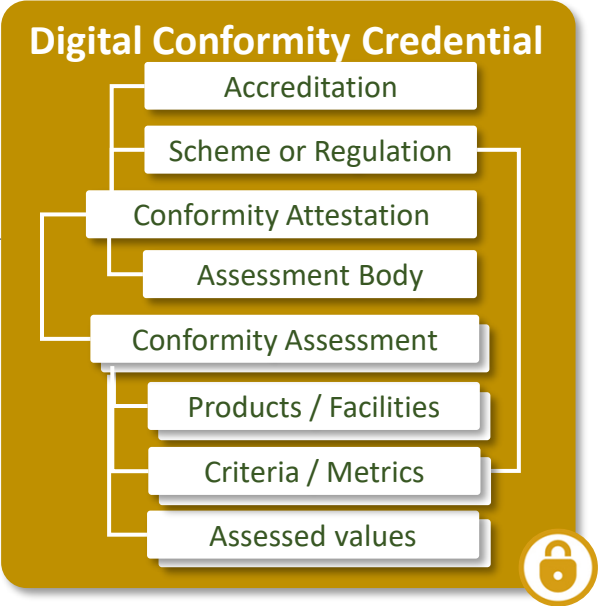 Digital Conformity Credential
Accreditation
Scheme or Regulation
Conformity Attestation
Assessment Body
Conformity Assessment
Products / Facilities
Criteria / Metrics
Assessed values